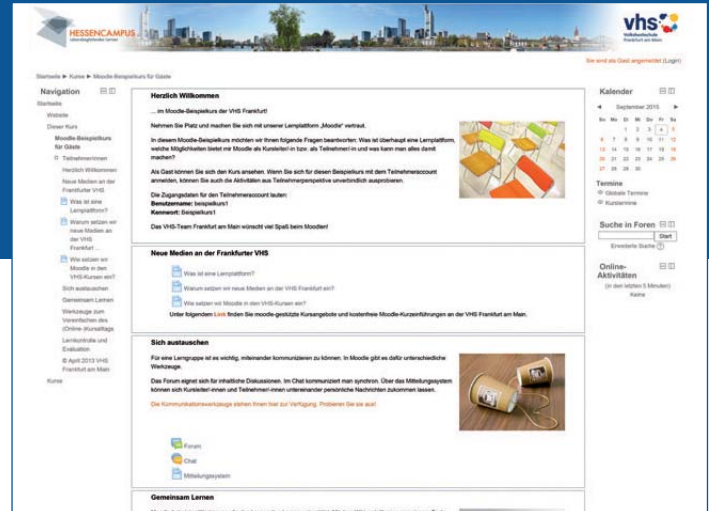 HESSENCAMPUS
Lebensbegleitendes Lernen
vhs
Volkshochschule
Frankfurt am Main
Sie sind als Gast angemeldet (Login)
Startseite ► Kurse ► Moodle-Beispielkurs für Gäste
Navigation
Startseite
Website
Dieser Kurs
Moodle-Beispielkurs
für Gäste
Teilnehmer/innen
Herzlich Willkommen
Neue Medien an der
Frankfurter VHS
Was ist eine
Lernplattform?
Warum setzen wir
neue Medien an
der VHS
Frankfurt ...
Wie setzen wir
Moodle in den
VHS-Kursen ein?
Sich austauschen
Gemeinsam Lernen
Werkzeuge zum
Vereinfachen des
(Online-)Kursalltags
Lernkontrolle und
Evaluation
© April 2013 VHS
Frankfurt am Main
Kurse
Herzlich Willkommen
... im Moodle-Beispielkurs der VHS Frankfurt!
Nehmen Sie Platz und machen Sie sich mit unserer Lernplattform „Moodle" vertraut.
In diesem Moodle-Beispielkurs möchten wir Ihnen folgende Fragen beantworten: Was ist überhaupt eine Lernplattform,
welche Möglichkeiten bietet mir Moodle als Kursleiter/-in bzw. als Teilnehmer/-in und was kann man alles damit
machen?
Als Gast können Sie sich den Kurs ansehen. Wenn Sie sich für diesen Beispielkurs mit dem Teilnehmeraccount
anmelden, können Sie auch die Aktivitäten aus Teilnehmerperspektive unverbindlich ausprobieren.
Die Zugangsdaten für den Teilnehmeraccount lauten:
Benutzername: beispielkurs1
Kennwort: Beispielkurs1
Das VHS-Team Frankfurt am Main wünscht viel Spaß beim Moodlen!
Neue Medien an der Frankfurter VHS
Was ist eine Lernplattform?
Warum setzen wir neue Medien an der VHS Frankfurt ein?
Wie setzen wir Moodle in den VHS-Kursen ein?
Unter folgendem Link finden Sie moodle-gestützte Kursangebote und kostenfreie Moodle-Kurzeinführungen an der VHS Frankfurt am Main.
Sich austauschen
Für eine Lerngruppe ist es wichtig, miteinander kommunizieren zu können. In Moodle gibt es dafür unterschiedliche
Werkzeuge.
Das Forum eignet sich für inhaltliche Diskussionen. Im Chat kommuniziert man synchron. Über das Mitteilungssystem
können sich Kursleiter/-innen und Teilnehmer/-innen untereinander persönliche Nachrichten zukommen lassen.
Die Kommunikationswerkzeuge stehen Ihnen hier zur Verfügung. Probieren Sie sie aus!
Forum
Chat
Mitteilungssystem
Gemeinsam Lernen
Kalender
◄ September 2015 ►
So Mo Di Mi Do Fr Sa
1 2 3 4 5
6 7 8 9 10 11 12
13 14 15 16 17 18 19
20 21 22 23 24 25 26
27 28 29 30
Termine
Globale Termine
Kurstermine
Suche in Foren
Start
Erweiterte Suche
Online-
Aktivitäten
(in den letzten 5 Minuten)
Keine